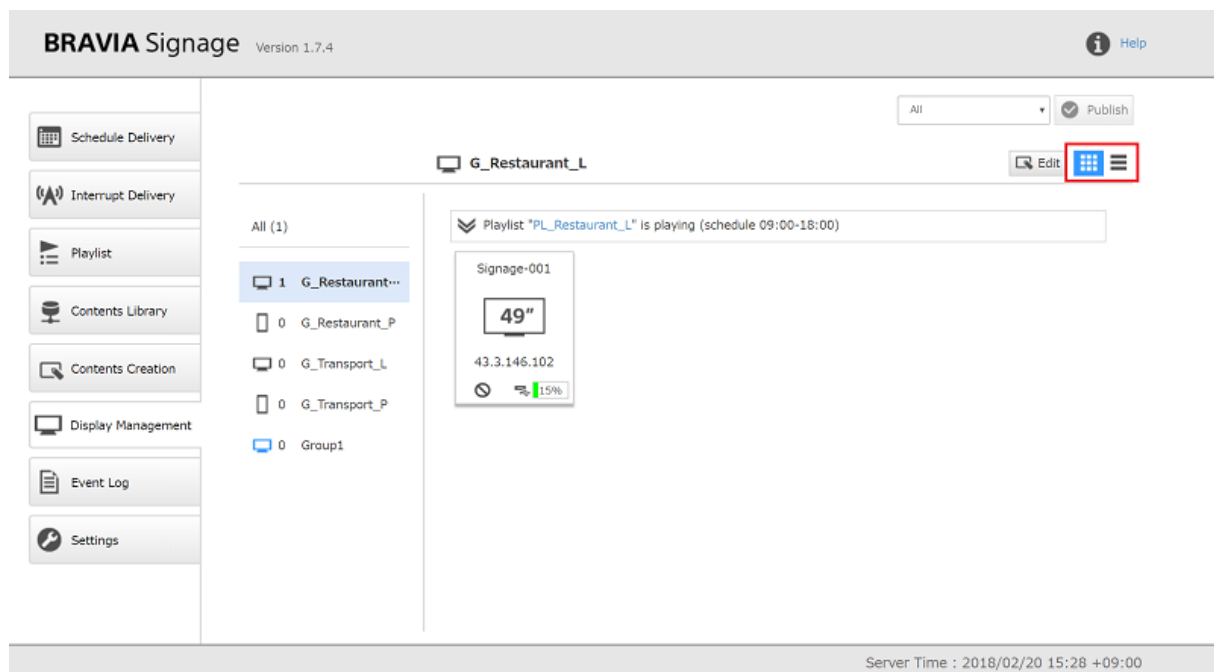 BRAVIA Signage Version 1.7.4
Help
All
Publish
Schedule Delivery
Interrupt Delivery
Playlist
Contents Library
Contents Creation
Display Management
Event Log
Settings
G_Restaurant_L
Edit
All (1)
1 G_Restaurant···
0 G_Restaurant_P
0 G_Transport_L
0 G_Transport_P
0 Group1
Playlist "PL_Restaurant_L" is playing (schedule 09:00-18:00)
Signage-001
49"
43.3.146.102
15%
Server Time : 2018/02/20 15:28 +09:00